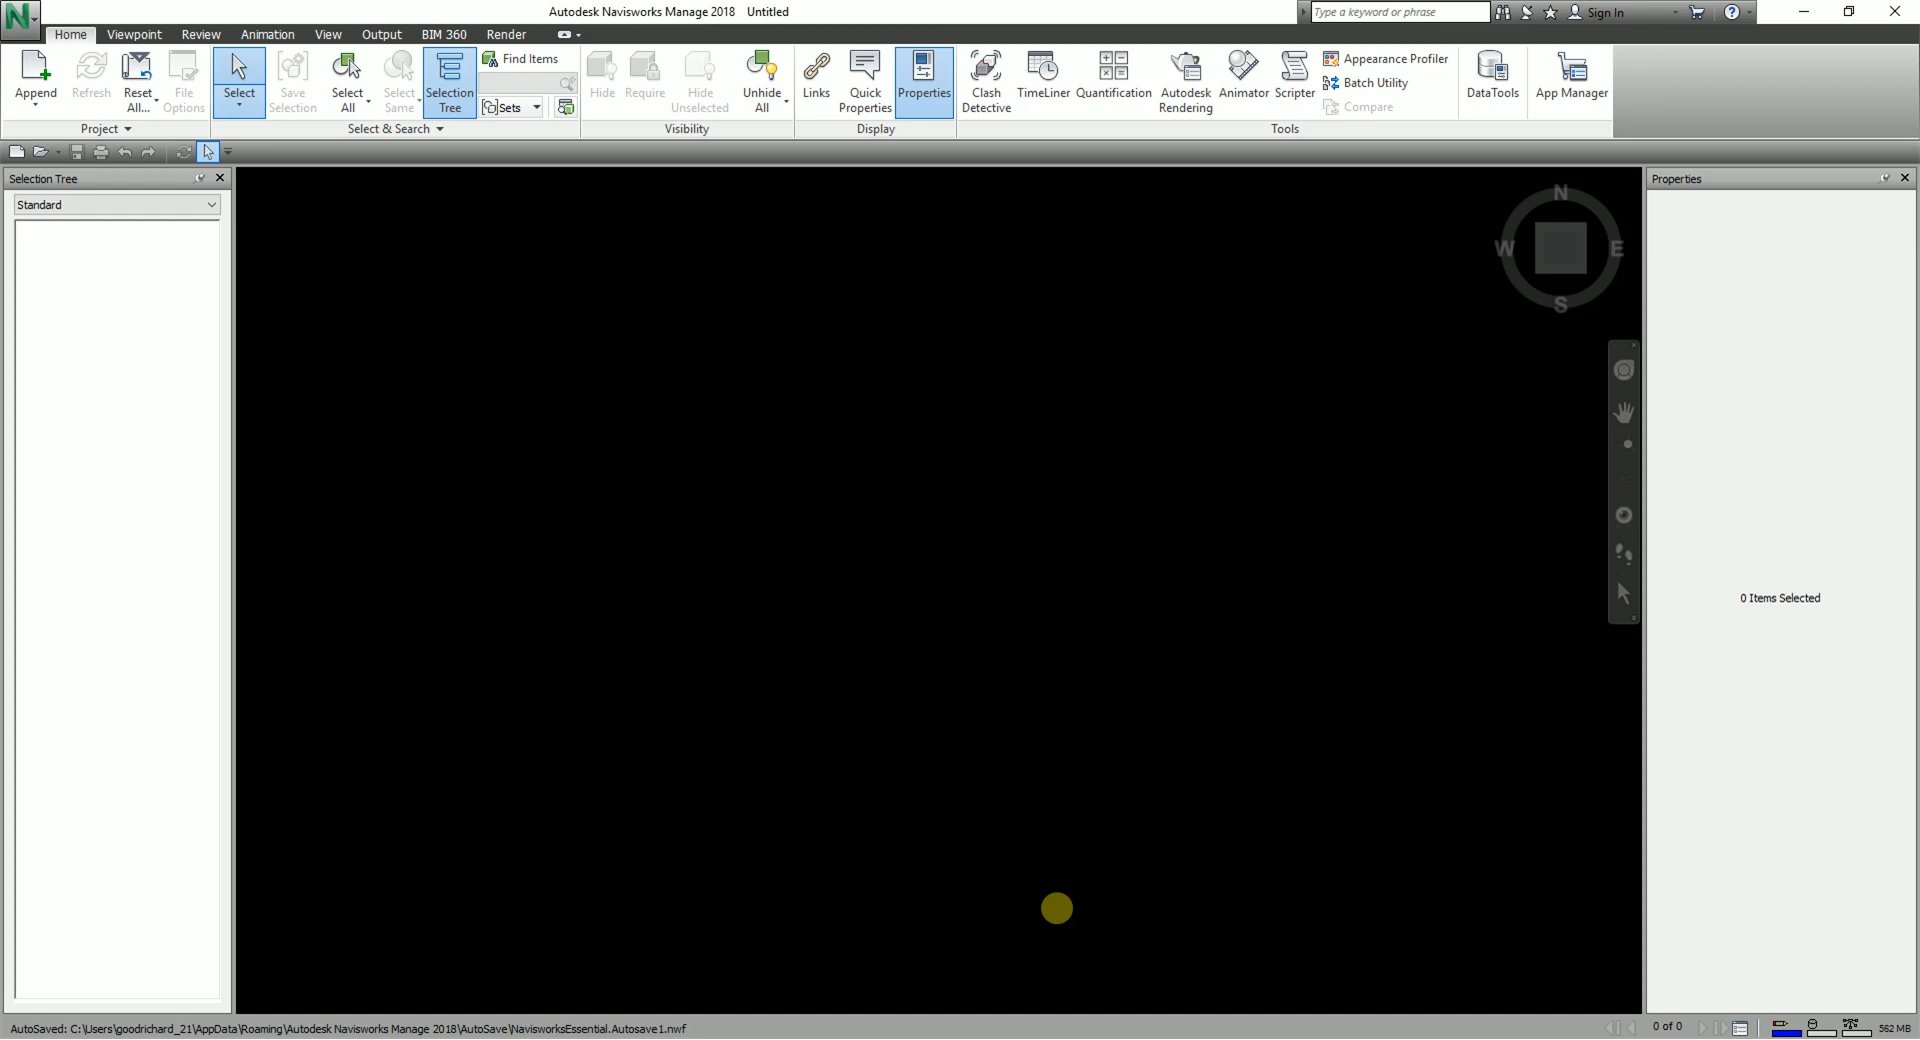 Autodesk Navisworks Manage 2018 Untitled
Type a keyword or phrase
Sign In
Home Viewpoint Review Animation View Output BIM 360 Render
Append
Refresh
Reset All...
File Options
Project
Select
Save Selection
Select All
Select Same
Selection Tree
Find Items
Sets
Select & Search
Hide
Require
Hide Unselected
Unhide All
Visibility
Links
Quick Properties
Properties
Display
Clash Detective
TimeLiner
Quantification
Autodesk Rendering
Animator
Scripter
Appearance Profiler
Batch Utility
Compare
Tools
DataTools
App Manager
Selection Tree
Standard
N
W
E
S
Properties
0 Items Selected
AutoSaved: C:\Users\goodrichard_21\AppData\Roaming\Autodesk Navisworks Manage 2018\AutoSave\NavisworksEssential.Autosave1.nwf
0 of 0
562 MB